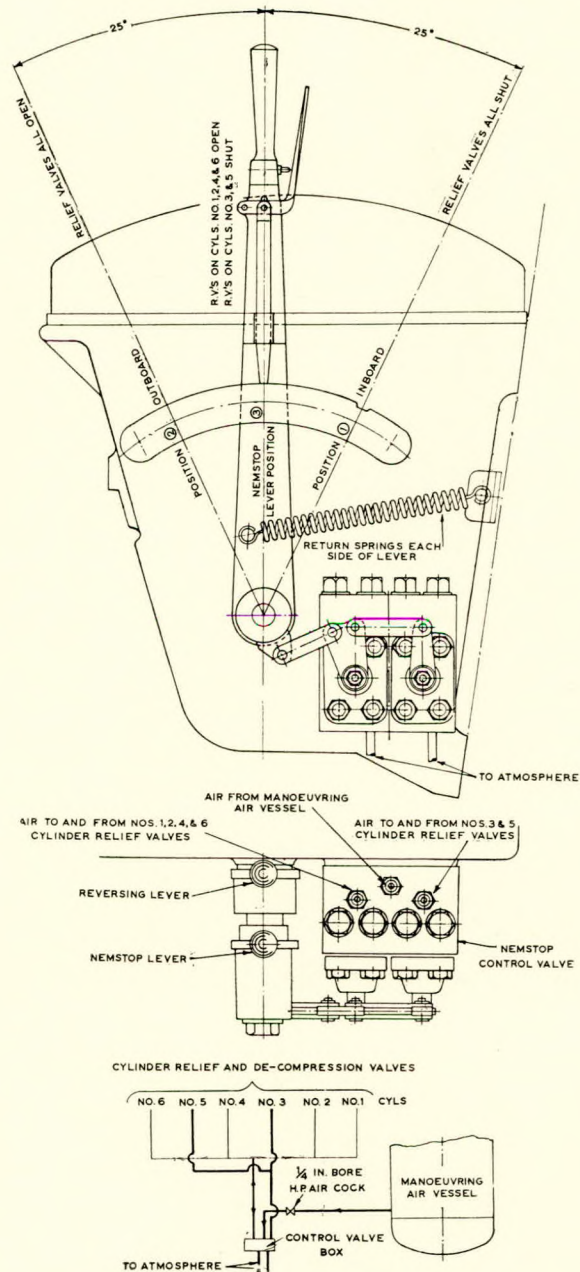 25°
25°
RELIEF VALVES ALL OPEN
RELIEF VALVES ALL SHUT
R.V'S ON CYLS. NO.1,2,4,& 6 OPEN
R.V'S ON CYLS. NO.3,& 5 SHUT
OUTBOARD
POSITION ②
③
NEMSTOP
LEVER POSITION
INBOARD
POSITION ①
RETURN SPRINGS EACH
SIDE OF LEVER
TO ATMOSPHERE
AIR FROM MANOEUVRING
AIR VESSEL
AIR TO AND FROM NOS.1,2,4,& 6
CYLINDER RELIEF VALVES
AIR TO AND FROM NOS.3 & 5
CYLINDER RELIEF VALVES
REVERSING LEVER
NEMSTOP LEVER
NEMSTOP
CONTROL VALVE
CYLINDER RELIEF AND DE-COMPRESSION VALVES
NO.6 NO.5 NO.4 NO.3 NO.2 NO.1 CYLS
¼ IN. BORE
H.P. AIR COCK
MANOEUVRING
AIR VESSEL
CONTROL VALVE
BOX
TO ATMOSPHERE